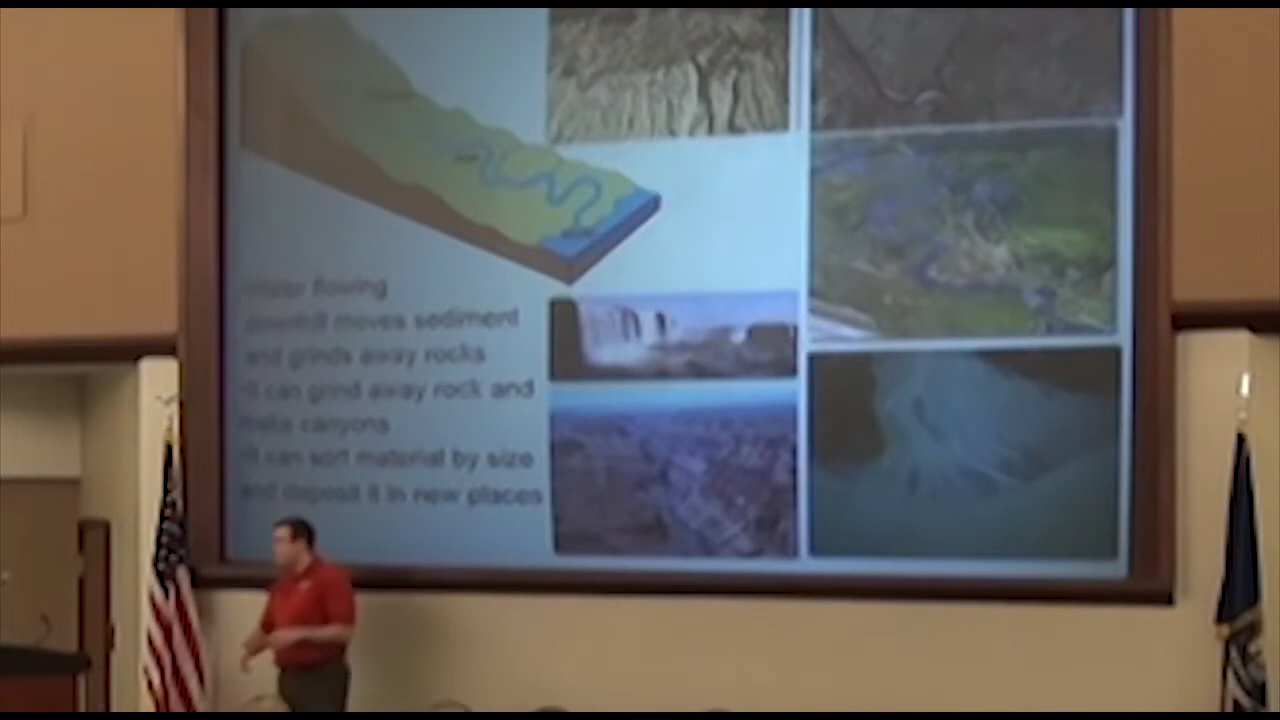 water flowing
downhill moves sediment
and grinds away rocks
It can grind away rock and
make canyons
It can sort material by size
and deposit it in new places